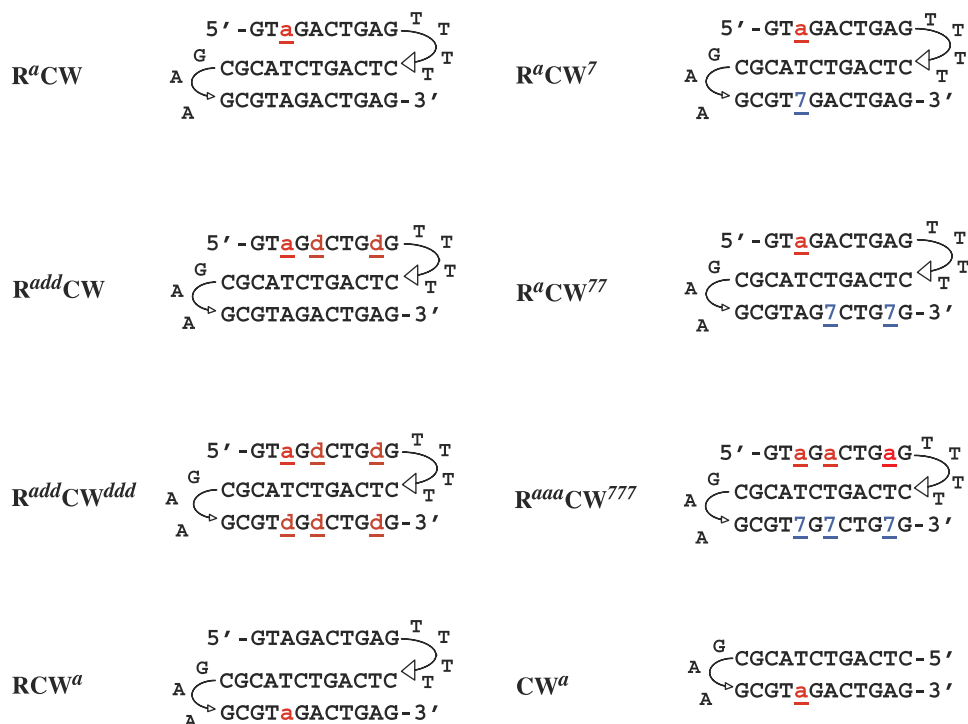 5′-GTaGACTGAG T T
RᵃCW
G CGCATCTGACTC T T
A A GCGTAGACTGAG-3′
5′-GTaGACTGAG T T
RᵃCW⁷
G CGCATCTGACTC T T
A A GCGT7GACTGAG-3′
5′-GTaGdCTGdG T T
RᵃᵈᵈCW
G CGCATCTGACTC T T
A A GCGTAGACTGAG-3′
5′-GTaGACTGAG T T
RᵃCW⁷⁷
G CGCATCTGACTC T T
A A GCGTAG7CTG7G-3′
5′-GTaGdCTGdG T T
RᵃᵈᵈCWᵈᵈᵈ
G CGCATCTGACTC T T
A A GCGTdGdCTGdG-3′
5′-GTaGaCTGaG T T
RᵃᵃᵃCW⁷⁷⁷
G CGCATCTGACTC T T
A A GCGT7G7CTG7G-3′
5′-GTAGACTGAG T T
RCWᵃ
G CGCATCTGACTC T T
A A GCGTaGACTGAG-3′
CWᵃ
G CGCATCTGACTC-5′
A A GCGTaGACTGAG-3′